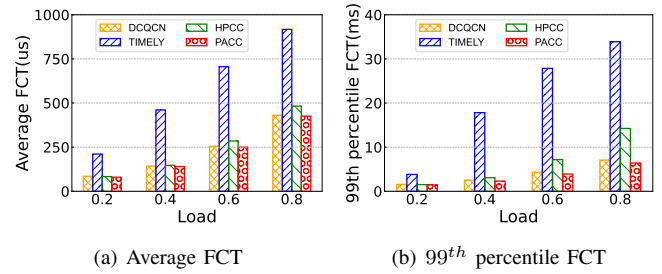 Average FCT(us)
1000
750
500
250
0
DCQCN
TIMELY
HPCC
PACC
0.2
0.4
0.6
0.8
Load
(a) Average FCT
99th percentile FCT(ms)
40
30
20
10
0
DCQCN
TIMELY
HPCC
PACC
0.2
0.4
0.6
0.8
Load
(b) 99th percentile FCT